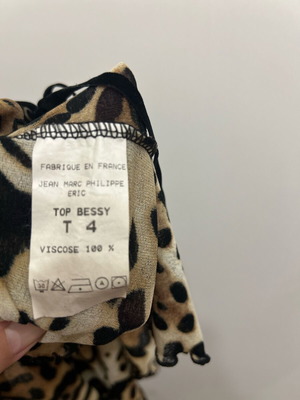 FABRIQUE EN FRANCE
JEAN MARC PHILIPPE
ERIC
TOP BESSY
T 4
VISCOSE 100 %